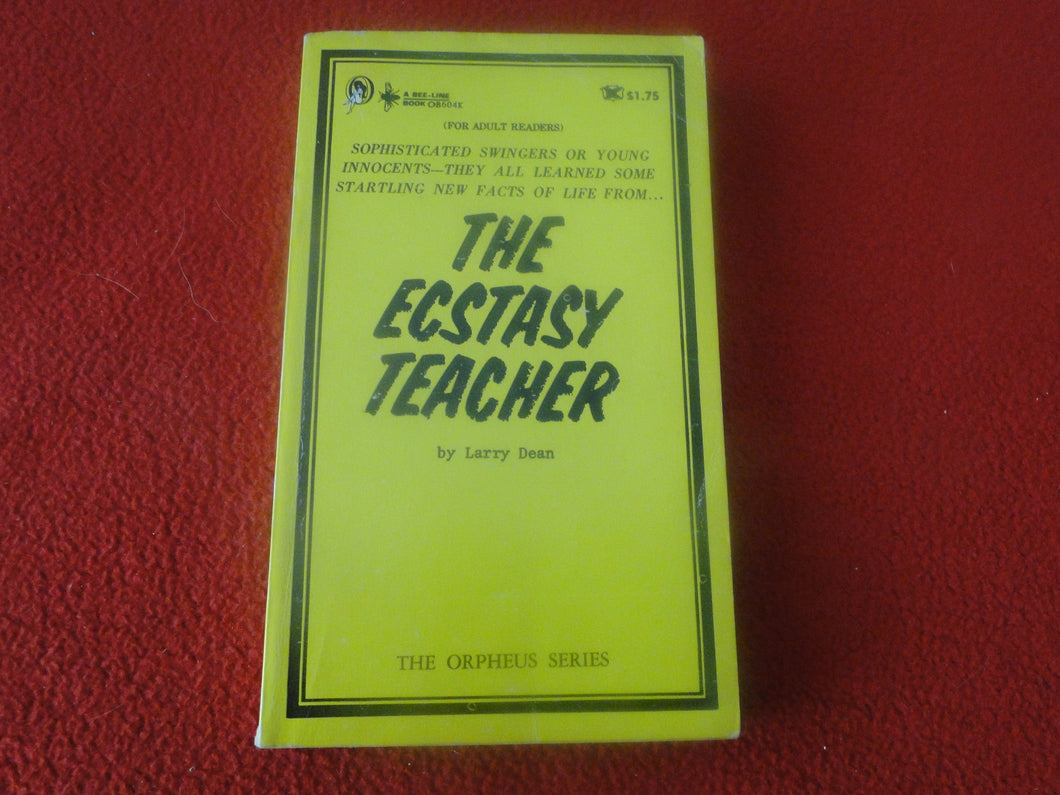 A BEE-LINE
BOOK OB604K
$1.75
(FOR ADULT READERS)
SOPHISTICATED SWINGERS OR YOUNG
INNOCENTS—THEY ALL LEARNED SOME
STARTLING NEW FACTS OF LIFE FROM...
THE
ECSTASY
TEACHER
by Larry Dean
THE ORPHEUS SERIES